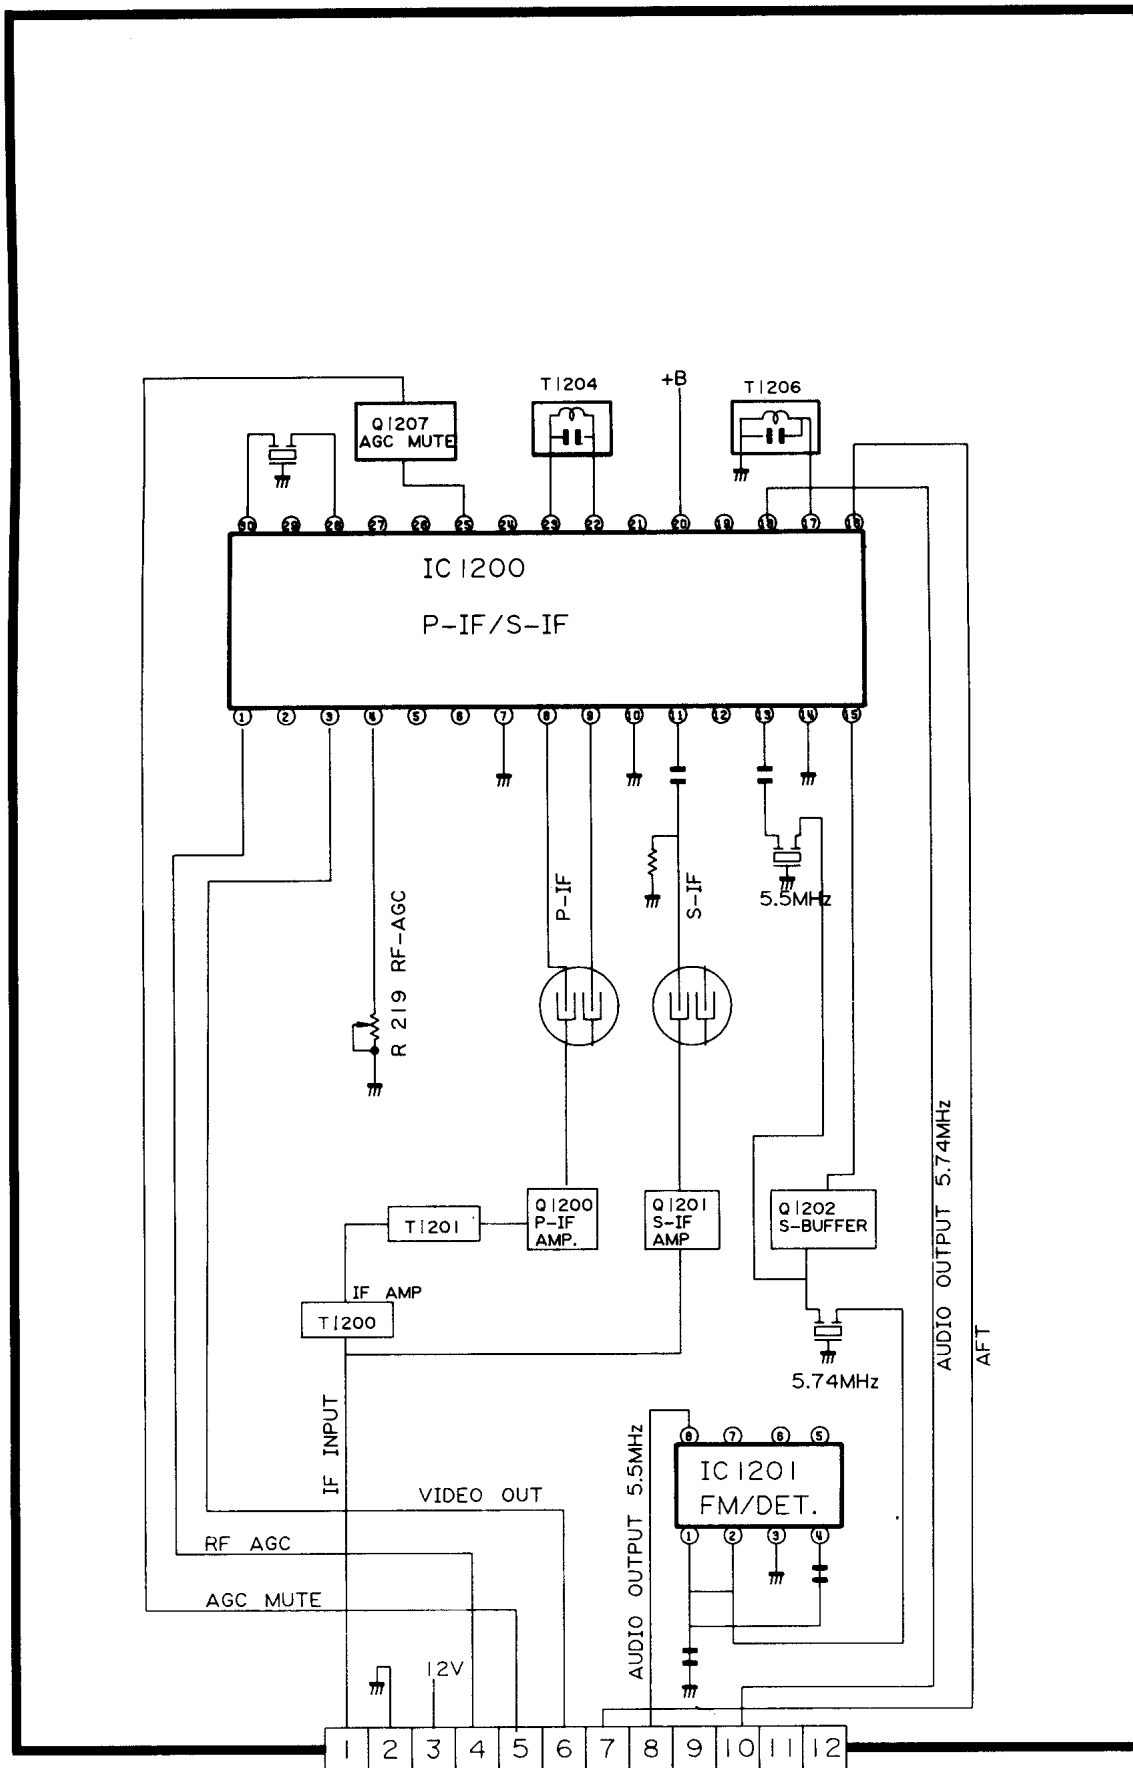 T1204
+B
T1206
Q1207
AGC MUTE
30 29 28 27 26 25 24 23 22 21 20 19 18 17 16
IC1200
P-IF/S-IF
1 2 3 4 5 6 7 8 9 10 11 12 13 14 15
P-IF
S-IF
5.5MHz
R 219 RF-AGC
AUDIO OUTPUT 5.74MHz
AFT
Q1200
P-IF
AMP.
Q1201
S-IF
AMP
Q1202
S-BUFFER
T1201
IF AMP
T1200
5.74MHz
IF INPUT
AUDIO OUTPUT 5.5MHz
8 7 6 5
IC1201
FM/DET.
1 2 3 4
VIDEO OUT
RF AGC
AGC MUTE
12V
1 2 3 4 5 6 7 8 9 10 11 12